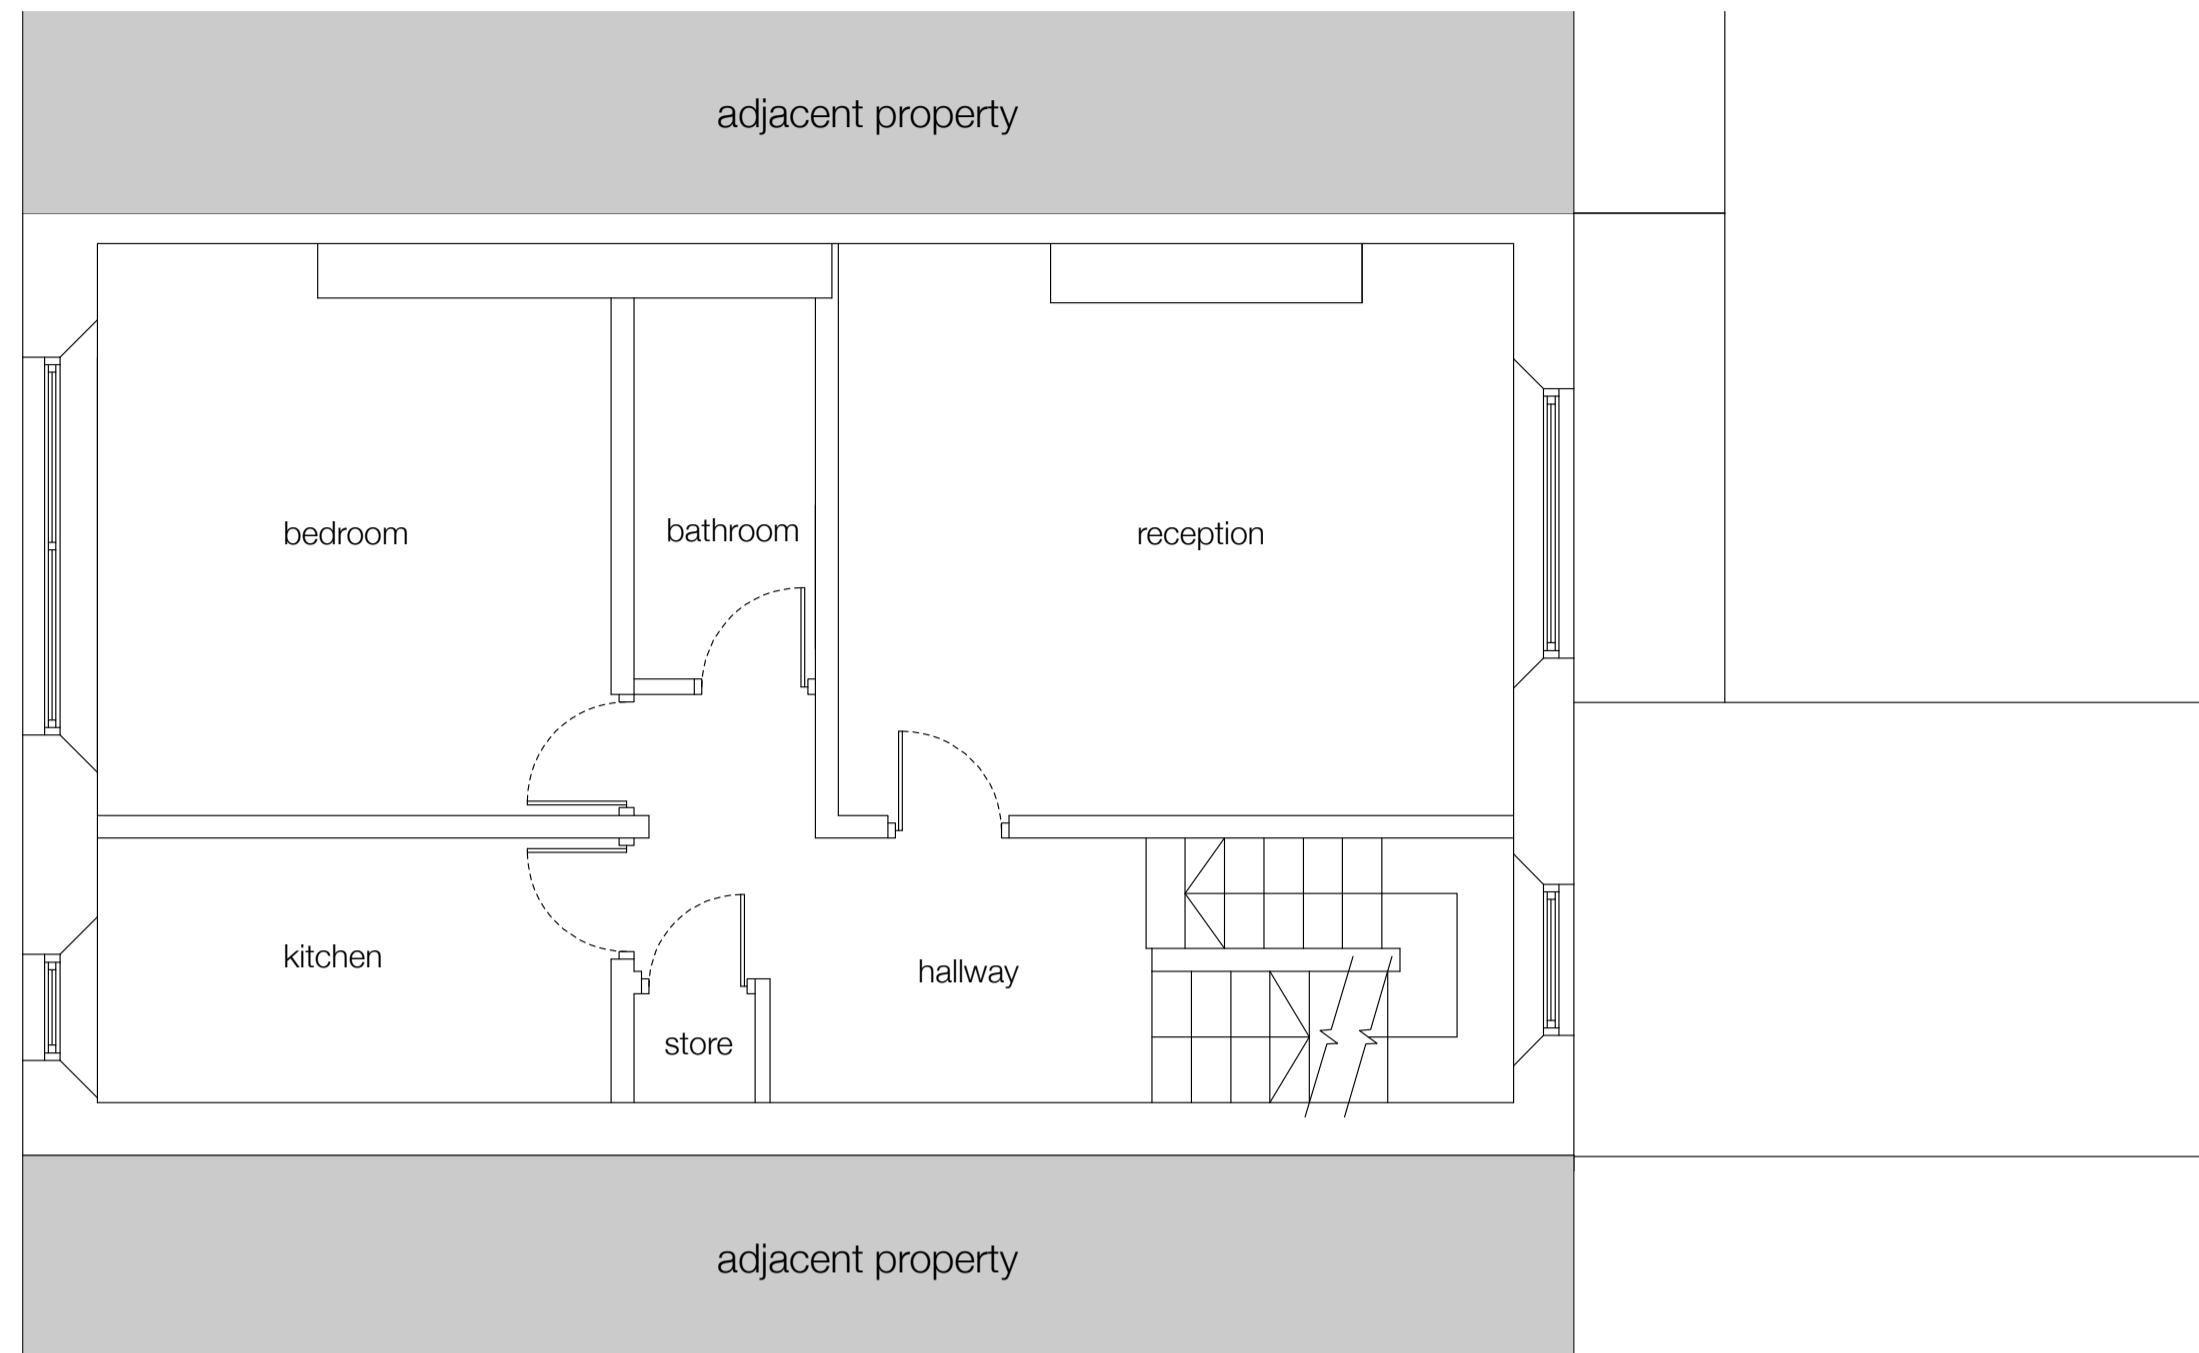 adjacent property
bedroom
bathroom
reception
kitchen
hallway
store
adjacent property